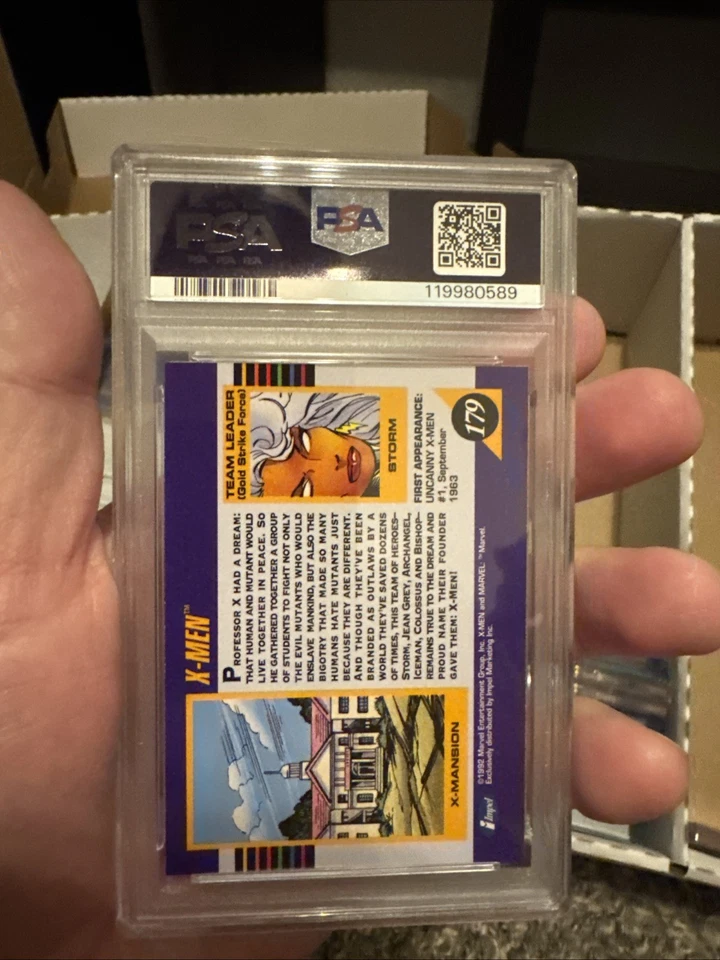 PSA
PSA
PSA PSA PSA
PSA
119980589
X-MEN™
PROFESSOR X HAD A DREAM:
THAT HUMAN AND MUTANT WOULD
LIVE TOGETHER IN PEACE. SO
HE GATHERED TOGETHER A GROUP
OF STUDENTS TO FIGHT NOT ONLY
THE EVIL MUTANTS WHO WOULD
ENSLAVE MANKIND, BUT ALSO THE
BIGOTRY THAT MADE SO MANY
HUMANS HATE MUTANTS JUST
BECAUSE THEY ARE DIFFERENT.
AND THOUGH THEY'VE BEEN
BRANDED AS OUTLAWS BY A
WORLD THEY'VE SAVED DOZENS
OF TIMES, THIS TEAM OF HEROES–
STORM, JEAN GREY, ARCHANGEL,
ICEMAN, COLOSSUS AND BISHOP–
REMAINS TRUE TO THE DREAM AND
PROUD NAME THEIR FOUNDER
GAVE THEM: X-MEN!
X-MANSION
TEAM LEADER
(Gold Strike Force)
STORM
FIRST APPEARANCE:
UNCANNY X-MEN
#1, September
1963
179
Impel
©1992 Marvel Entertainment Group, Inc. X-MEN and MARVEL: ™ Marvel.
Exclusively distributed by Impel Marketing Inc.